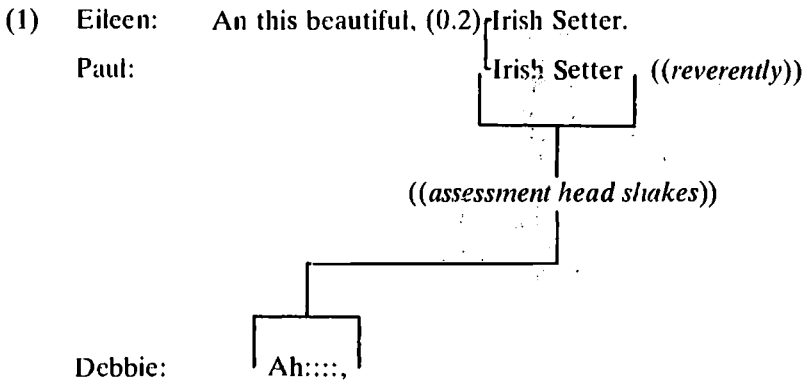 (1) Eileen: An this beautiful, (0.2) [Irish Setter.
Paul: [Irish Setter ((reverently))
((assessment head shakes))
Debbie: Ah::::,